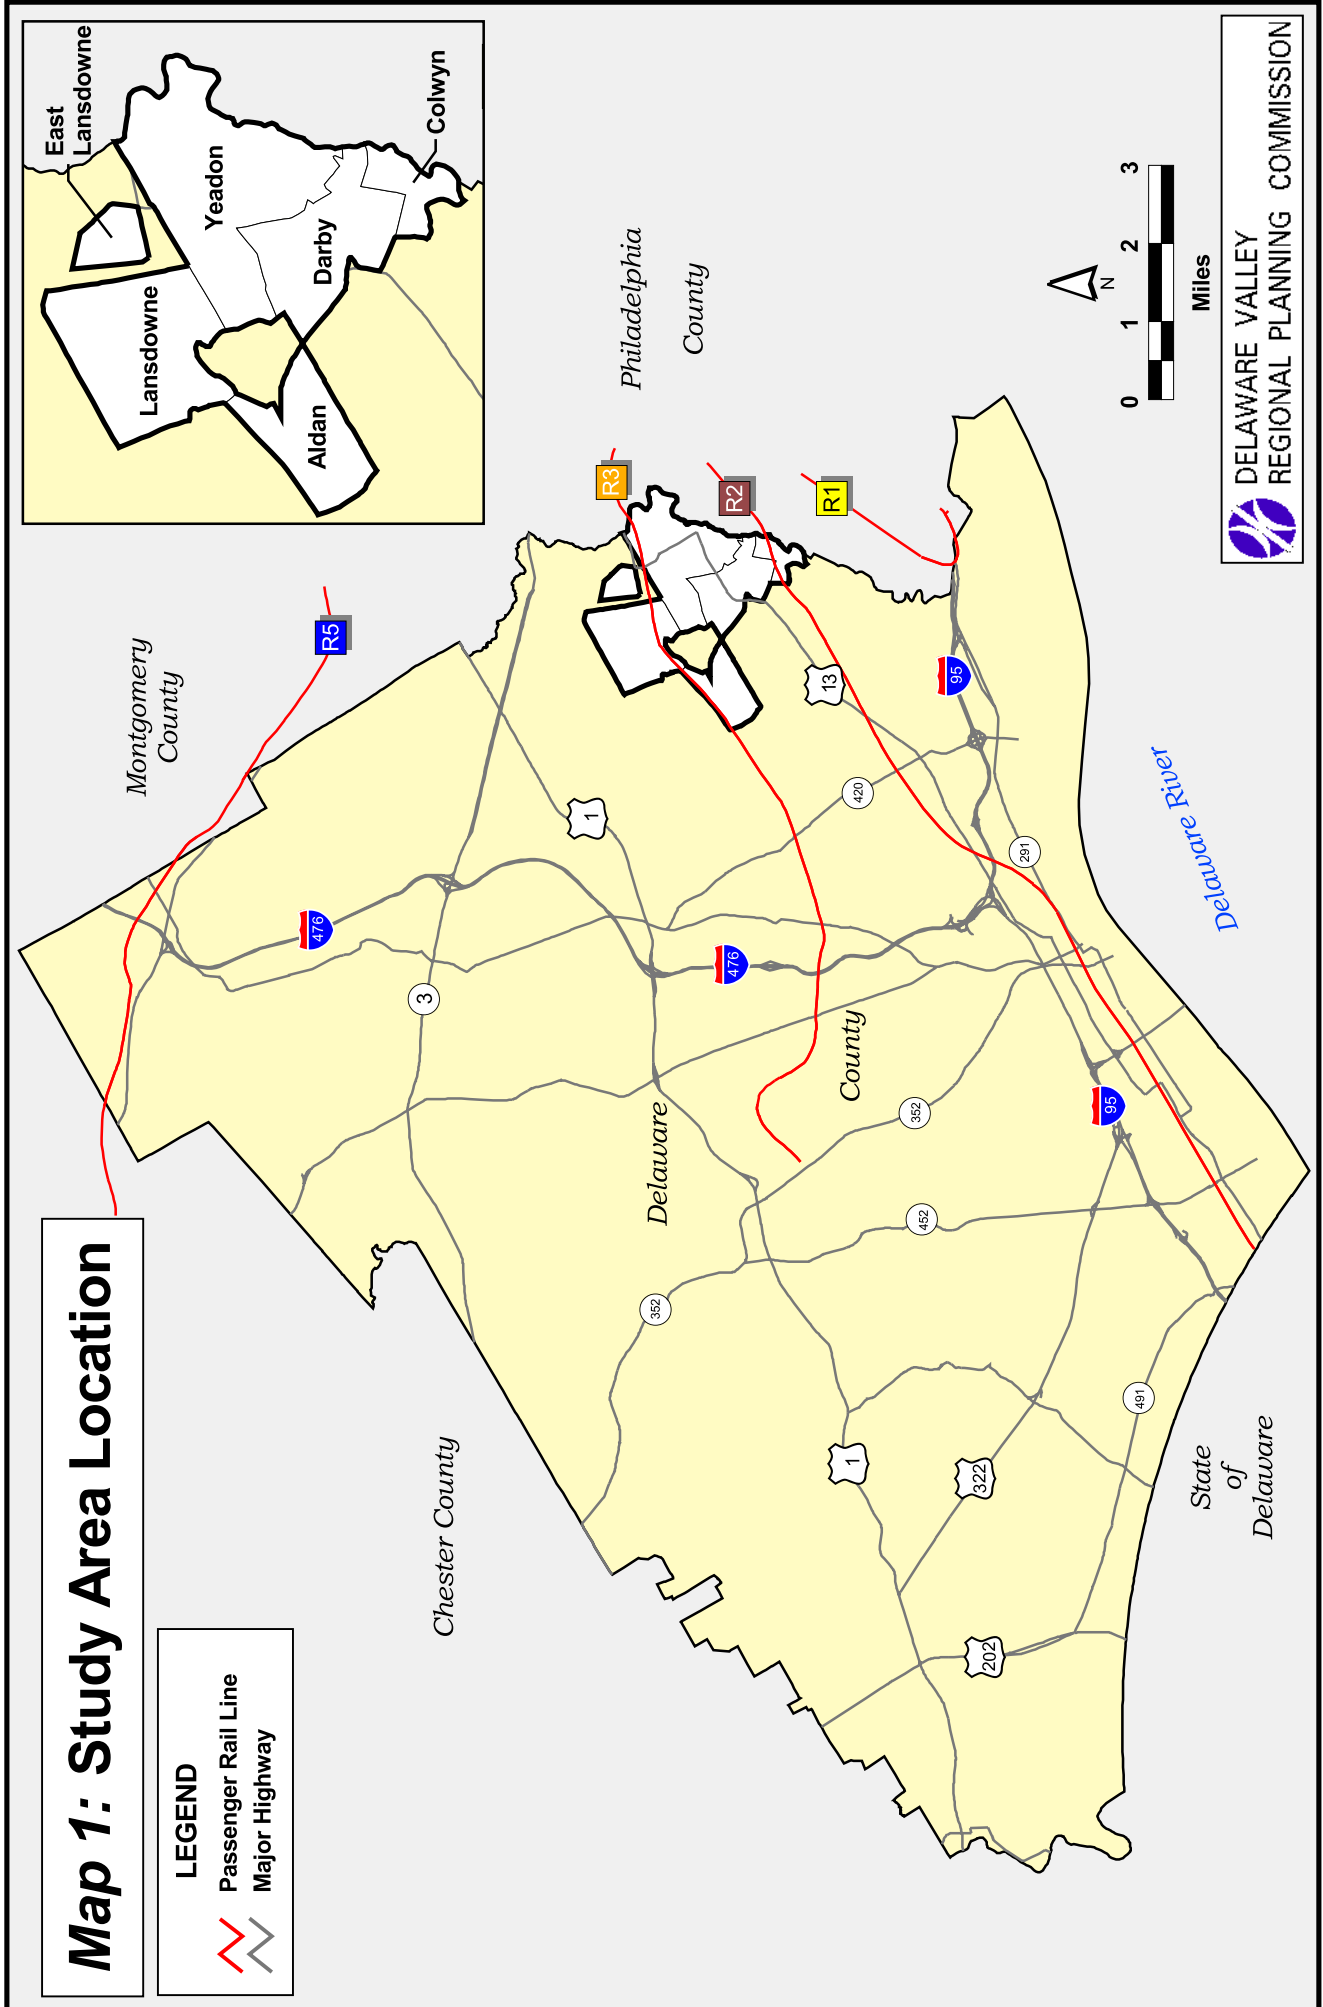 Map 1: Study Area Location
LEGEND
Passenger Rail Line
Major Highway
Chester County
Montgomery
County
Philadelphia
County
Delaware
County
State
of
Delaware
Delaware River
R5
R3
R2
R1
476
3
1
476
13
420
95
291
352
352
452
95
1
322
202
491
East
Lansdowne
Lansdowne
Yeadon
Darby
Aldan
Colwyn
N
0 1 2 3
Miles
DELAWARE VALLEY
REGIONAL PLANNING COMMISSION